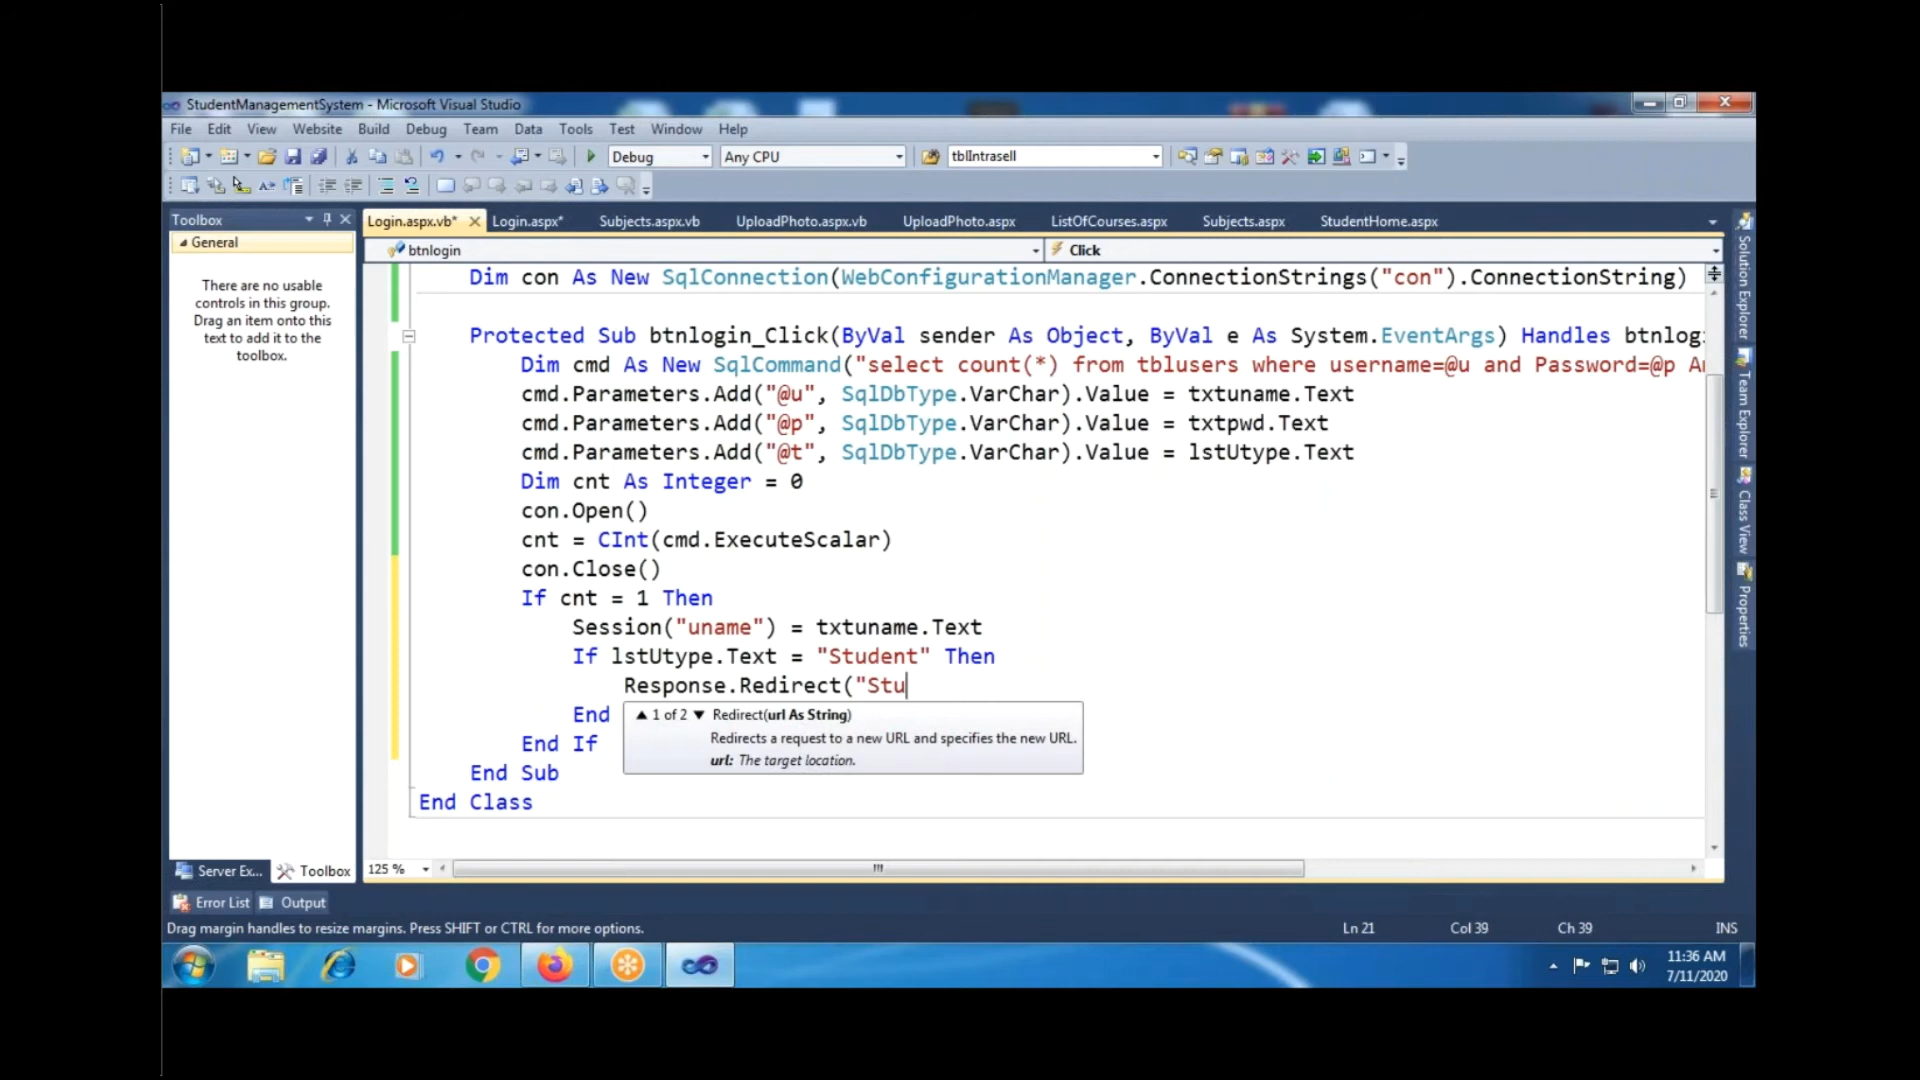 StudentManagementSystem - Microsoft Visual Studio
File Edit View Website Build Debug Team Data Tools Test Window Help
Debug Any CPU tblIntrasell
Toolbox
General
There are no usable
controls in this group.
Drag an item onto this
text to add it to the
toolbox.
Login.aspx.vb* Login.aspx* Subjects.aspx.vb UploadPhoto.aspx.vb UploadPhoto.aspx ListOfCourses.aspx Subjects.aspx StudentHome.aspx
btnlogin Click
Dim con As New SqlConnection(WebConfigurationManager.ConnectionStrings("con").ConnectionString)
Protected Sub btnlogin_Click(ByVal sender As Object, ByVal e As System.EventArgs) Handles btnlogi
Dim cmd As New SqlCommand("select count(*) from tblusers where username=@u and Password=@p An
cmd.Parameters.Add("@u", SqlDbType.VarChar).Value = txtuname.Text
cmd.Parameters.Add("@p", SqlDbType.VarChar).Value = txtpwd.Text
cmd.Parameters.Add("@t", SqlDbType.VarChar).Value = lstUtype.Text
Dim cnt As Integer = 0
con.Open()
cnt = CInt(cmd.ExecuteScalar)
con.Close()
If cnt = 1 Then
Session("uname") = txtuname.Text
If lstUtype.Text = "Student" Then
Response.Redirect("Stu
End
1 of 2 Redirect(url As String)
Redirects a request to a new URL and specifies the new URL.
url: The target location.
End If
End Sub
End Class
125 %
Server Ex... Toolbox
Error List Output
Drag margin handles to resize margins. Press SHIFT or CTRL for more options.
Ln 21 Col 39 Ch 39 INS
11:36 AM
7/11/2020
Solution Explorer
Team Explorer
Class View
Properties